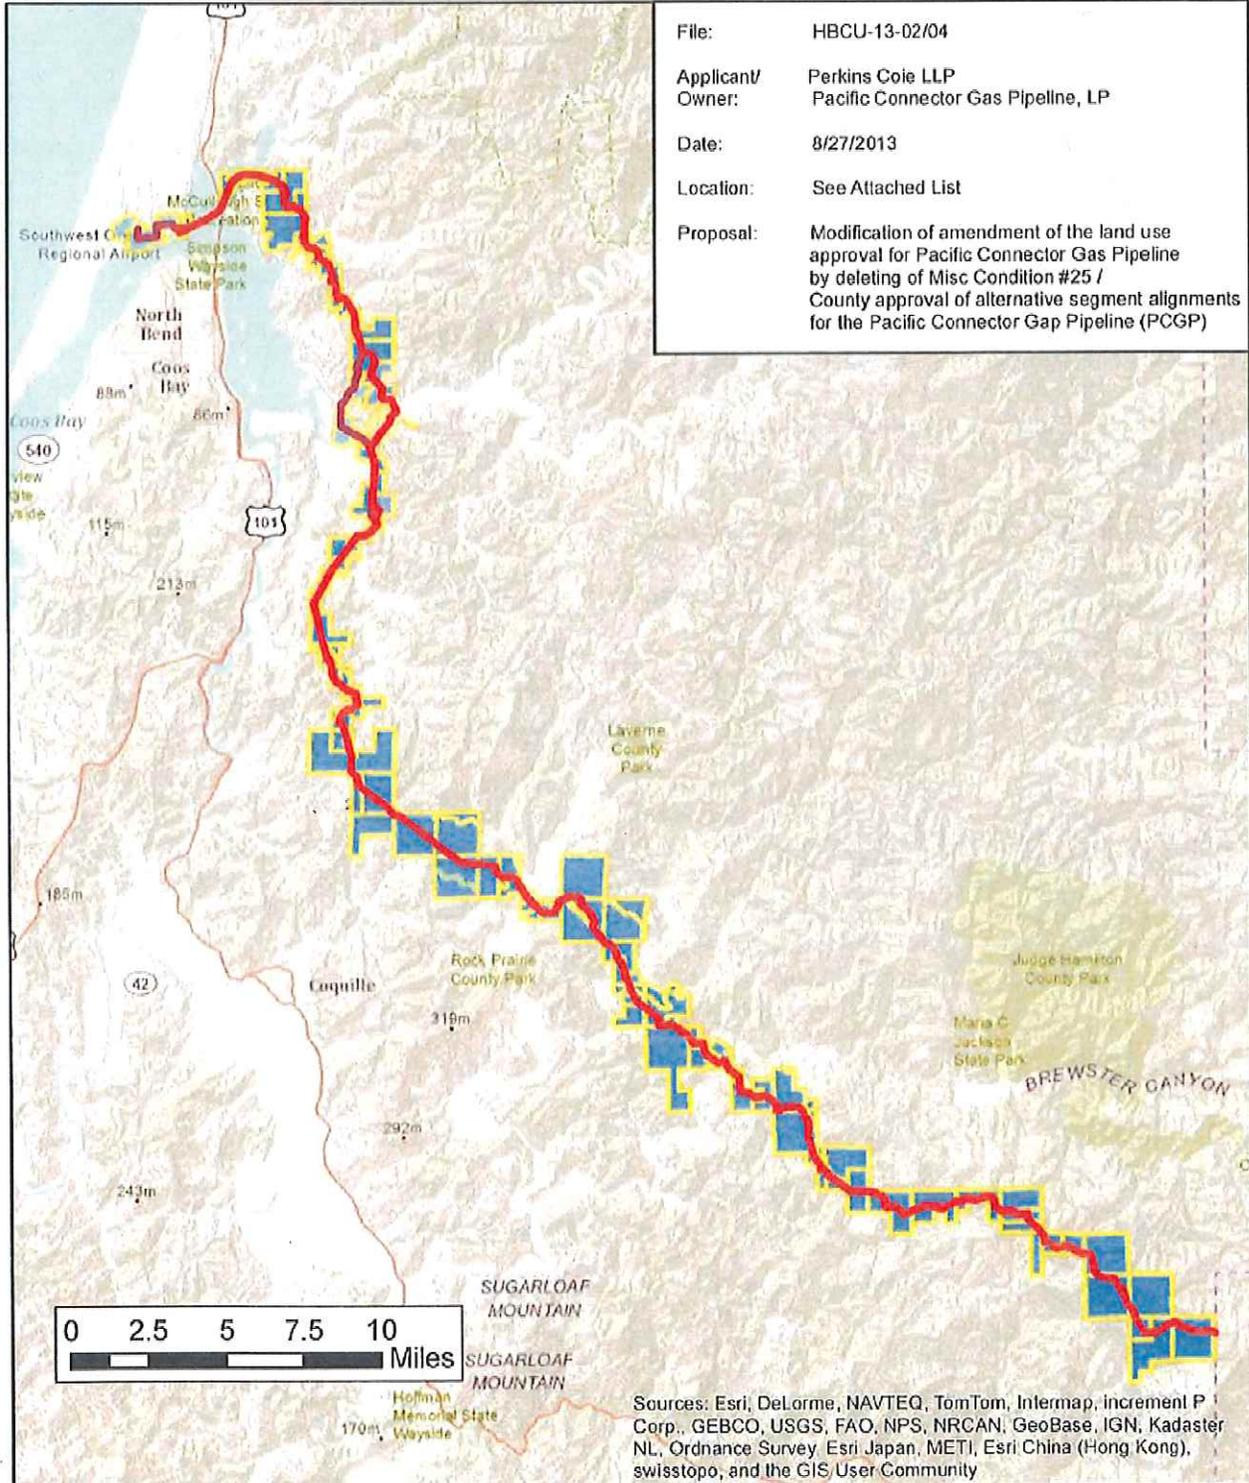 101
File: HBCU-13-02/04
Applicant/ Perkins Coie LLP
Owner: Pacific Connector Gas Pipeline, LP
Date: 8/27/2013
Location: See Attached List
Proposal: Modification of amendment of the land use
approval for Pacific Connector Gas Pipeline
by deleting of Misc Condition #25 /
County approval of alternative segment alignments
for the Pacific Connector Gap Pipeline (PCGP)
Southwest
Regional Airport
Simpson
Wayside
State Park
North
Bend
Coos
Bay
88m
86m
Coos Bay
540
view
115m
101
213m
Laverne
County
Park
186m
42
Coquille
Rock Prairie
County Park
319m
Judge Hamilton
County Park
Maria C.
Jackson
State Park
BREWSTER CANYON
292m
243m
SUGARLOAF
MOUNTAIN
0 2.5 5 7.5 10
Miles
SUGARLOAF
MOUNTAIN
Hoffman
Memorial State
Wayside
170m
Sources: Esri, DeLorme, NAVTEQ, TomTom, Intermap, increment P
Corp., GEBCO, USGS, FAO, NPS, NRCAN, GeoBase, IGN, Kadaster
NL, Ordnance Survey, Esri Japan, METI, Esri China (Hong Kong),
swisstopo, and the GIS User Community